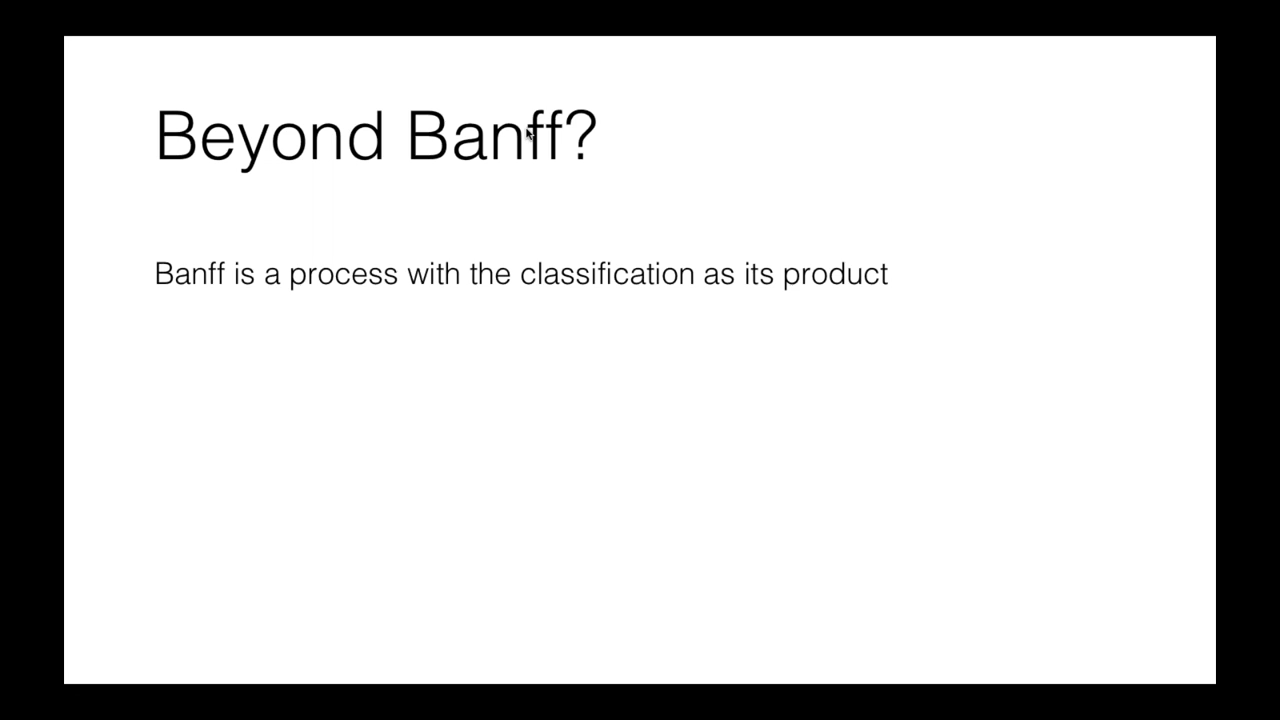 Beyond Banff?
Banff is a process with the classification as its product